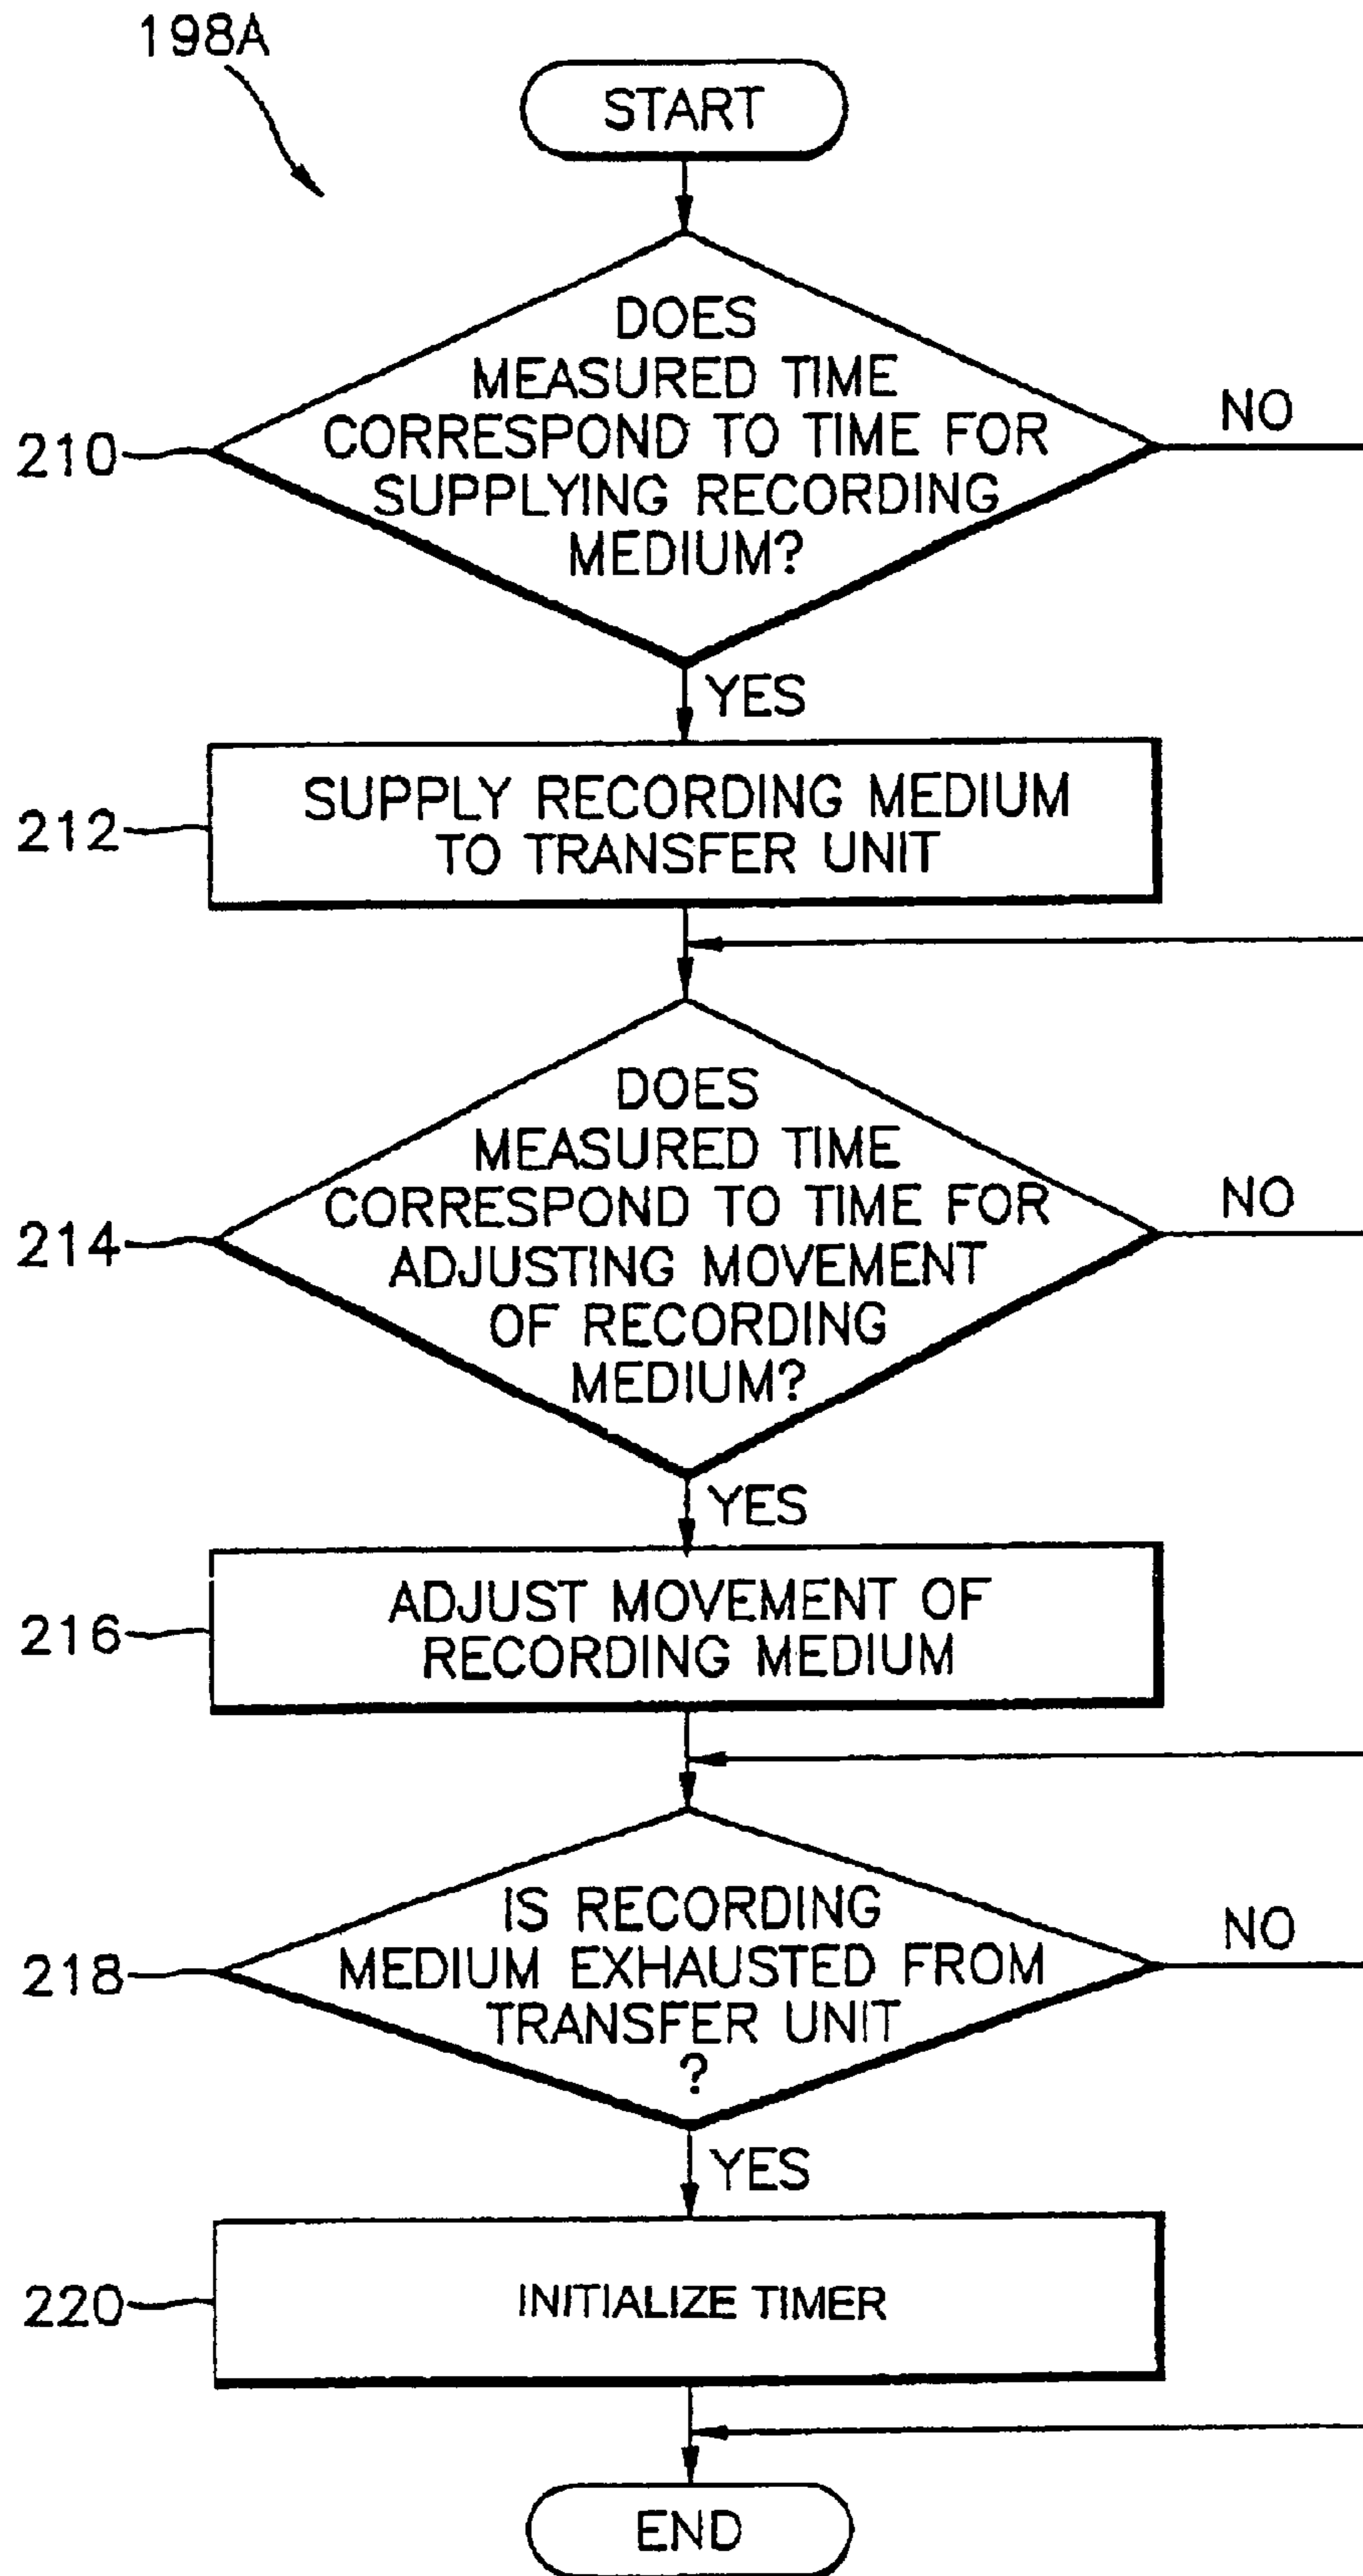 198A
START
DOES
MEASURED TIME
CORRESPOND TO TIME FOR
SUPPLYING RECORDING
MEDIUM?
NO
210
YES
SUPPLY RECORDING MEDIUM
TO TRANSFER UNIT
212
DOES
MEASURED TIME
CORRESPOND TO TIME FOR
ADJUSTING MOVEMENT
OF RECORDING
MEDIUM?
NO
214
YES
ADJUST MOVEMENT OF
RECORDING MEDIUM
216
IS RECORDING
MEDIUM EXHAUSTED FROM
TRANSFER UNIT
?
NO
218
YES
INITIALIZE TIMER
220
END